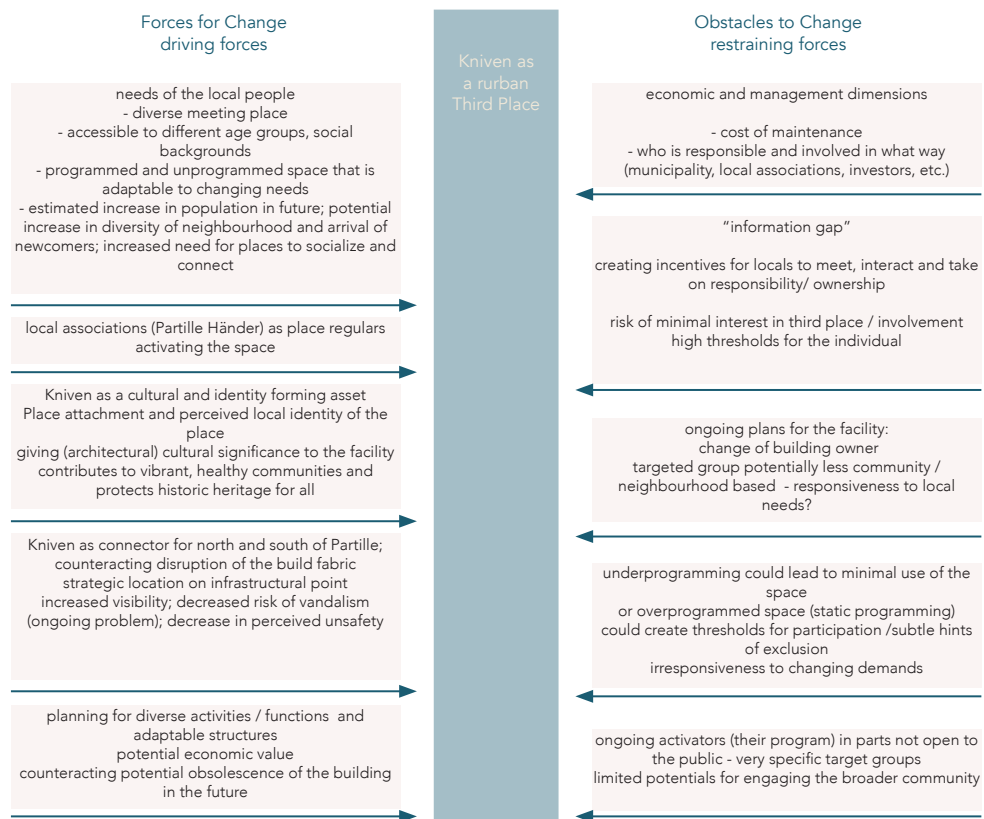 Forces for Change
driving forces
needs of the local people
- diverse meeting place
- accessible to different age groups, social
backgrounds
- programmed and unprogrammed space that is
adaptable to changing needs
- estimated increase in population in future; potential
increase in diversity of neighbourhood and arrival of
newcomers; increased need for places to socialize and
connect
local associations (Partille Händer) as place regulars
activating the space
Kniven as a cultural and identity forming asset
Place attachment and perceived local identity of the
place
giving (architectural) cultural significance to the facility
contributes to vibrant, healthy communities and
protects historic heritage for all
Kniven as connector for north and south of Partille;
counteracting disruption of the build fabric
strategic location on infrastructural point
increased visibility; decreased risk of vandalism
(ongoing problem); decrease in perceived unsafety
planning for diverse activities / functions and
adaptable structures
potential economic value
counteracting potential obsolescence of the building
in the future
Kniven as
a rurban
Third Place
Obstacles to Change
restraining forces
economic and management dimensions
- cost of maintenance
- who is responsible and involved in what way
(municipality, local associations, investors, etc.)
“information gap”
creating incentives for locals to meet, interact and take
on responsibility/ ownership
risk of minimal interest in third place / involvement
high thresholds for the individual
ongoing plans for the facility:
change of building owner
targeted group potentially less community /
neighbourhood based - responsiveness to local
needs?
underprogramming could lead to minimal use of the
space
or overprogrammed space (static programming)
could create thresholds for participation /subtle hints
of exclusion
irresponsiveness to changing demands
ongoing activators (their program) in parts not open to
the public - very specific target groups
limited potentials for engaging the broader community